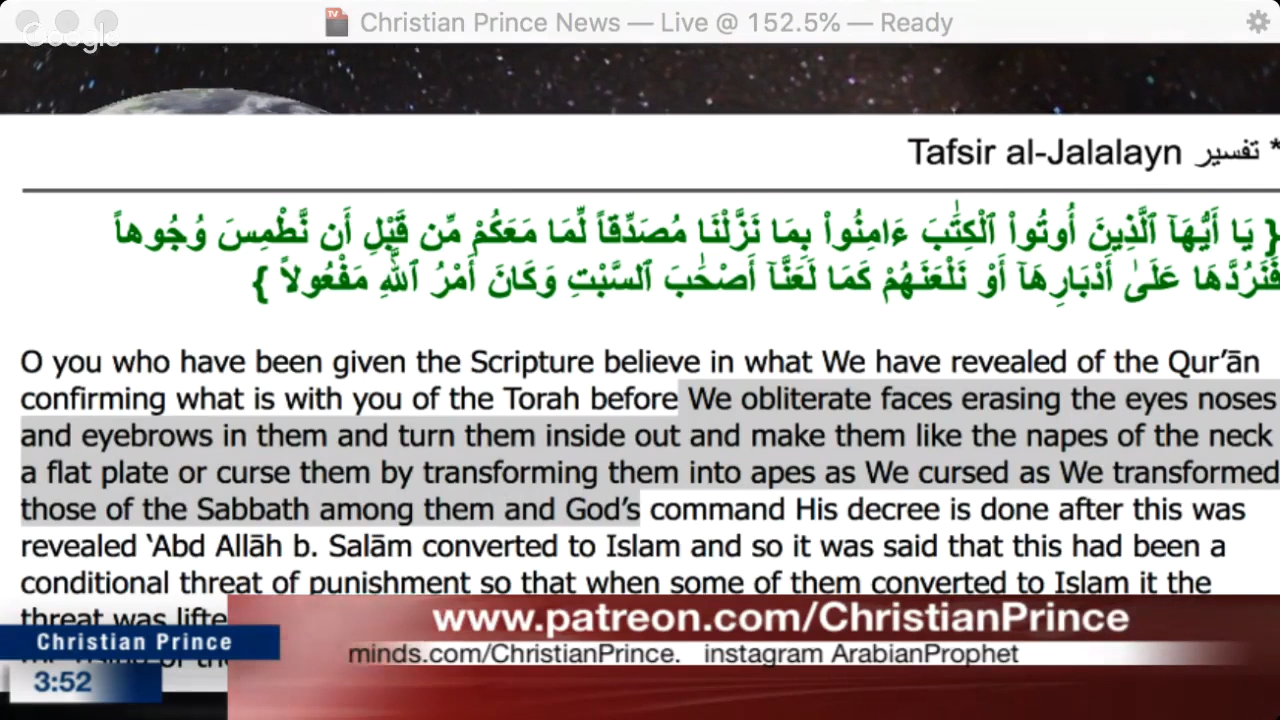 Christian Prince News — Live @ 152.5% — Ready
Google
Tafsir al-Jalalayn تفسير *
{ يَا أَيُّهَآ ٱلَّذِينَ أُوتُواْ ٱلْكِتَٰبَ ءَامِنُواْ بِمَا نَزَّلْنَا مُصَدِّقاً لِّمَا مَعَكُمْ مِّن قَبْلِ أَن نَّطْمِسَ وُجُوهاً
فَنَرُدَّهَا عَلَىٰ أَدْبَارِهَآ أَوْ نَلْعَنَهُمْ كَمَا لَعَنَّآ أَصْحَٰبَ ٱلسَّبْتِ وَكَانَ أَمْرُ ٱللَّهِ مَفْعُولاً }
O you who have been given the Scripture believe in what We have revealed of the Qur’ān
confirming what is with you of the Torah before We obliterate faces erasing the eyes noses
and eyebrows in them and turn them inside out and make them like the napes of the neck
a flat plate or curse them by transforming them into apes as We cursed as We transformed
those of the Sabbath among them and God’s command His decree is done after this was
revealed ‘Abd Allāh b. Salām converted to Islam and so it was said that this had been a
conditional threat of punishment so that when some of them converted to Islam it the
threat was lifte
www.patreon.com/ChristianPrince
Christian Prince
minds.com/ChristianPrince. instagram ArabianProphet
3:52